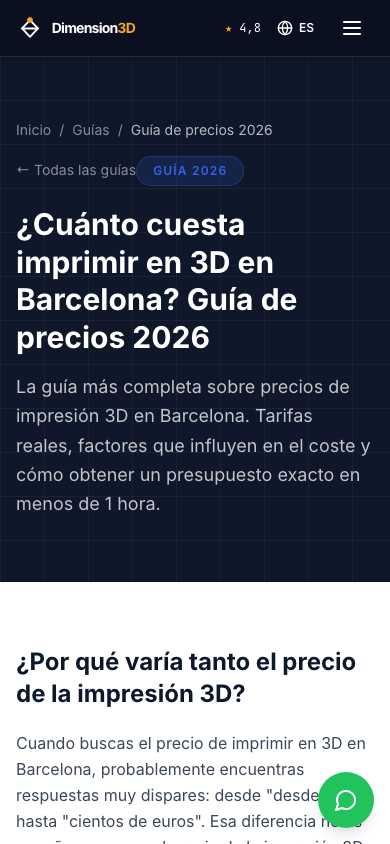 Dimension3D
★ 4,8
ES
Inicio / Guías / Guía de precios 2026
← Todas las guías
GUÍA 2026
¿Cuánto cuesta
imprimir en 3D en
Barcelona? Guía de
precios 2026
La guía más completa sobre precios de
impresión 3D en Barcelona. Tarifas
reales, factores que influyen en el coste y
cómo obtener un presupuesto exacto en
menos de 1 hora.
¿Por qué varía tanto el precio
de la impresión 3D?
Cuando buscas el precio de imprimir en 3D en
Barcelona, probablemente encuentras
respuestas muy dispares: desde "desde
hasta "cientos de euros". Esa diferencia